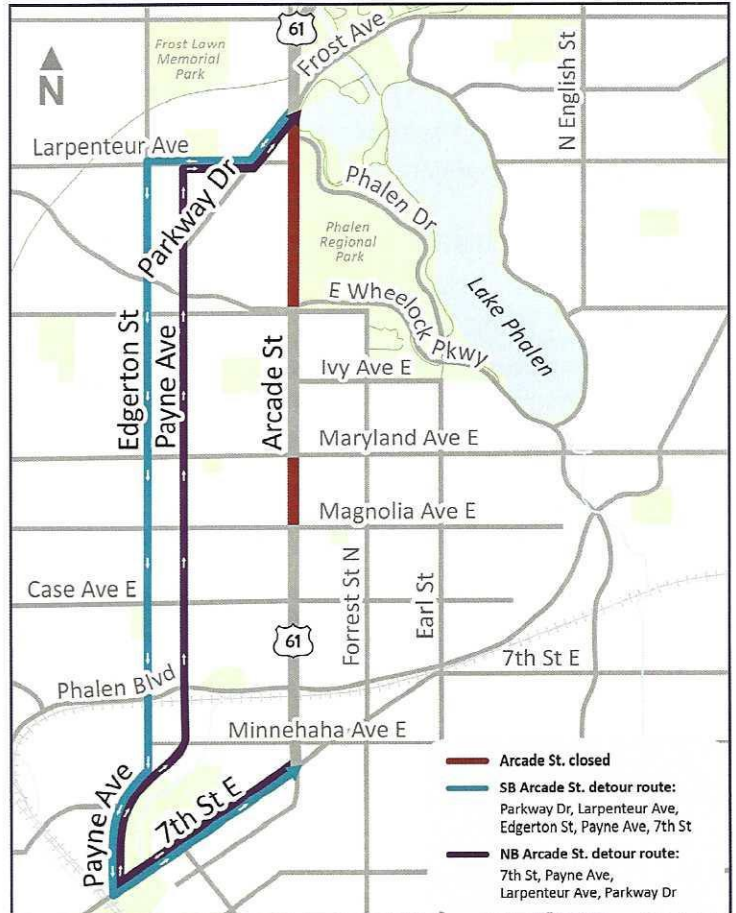 61
Frost Ave
Frost Lawn
Memorial
Park
N
N English St
Larpenteur Ave
Parkway Dr
Phalen Dr
Phalen
Regional
Park
E Wheelock Pkwy
Lake Phalen
Edgerton St
Payne Ave
Arcade St
Ivy Ave E
Maryland Ave E
Magnolia Ave E
Case Ave E
Forrest St N
Earl St
61
7th St E
Phalen Blvd
Minnehaha Ave E
Payne Ave
7th St E
Arcade St. closed
SB Arcade St. detour route:
Parkway Dr, Larpenteur Ave,
Edgerton St, Payne Ave, 7th St
NB Arcade St. detour route:
7th St, Payne Ave,
Larpenteur Ave, Parkway Dr